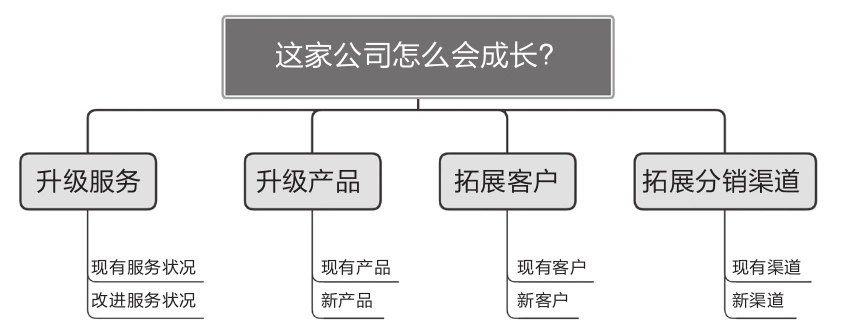 这家公司怎么会成长?
升级服务
升级产品
拓展客户
拓展分销渠道
现有服务状况
改进服务状况
现有产品
新产品
现有客户
新客户
现有渠道
新渠道